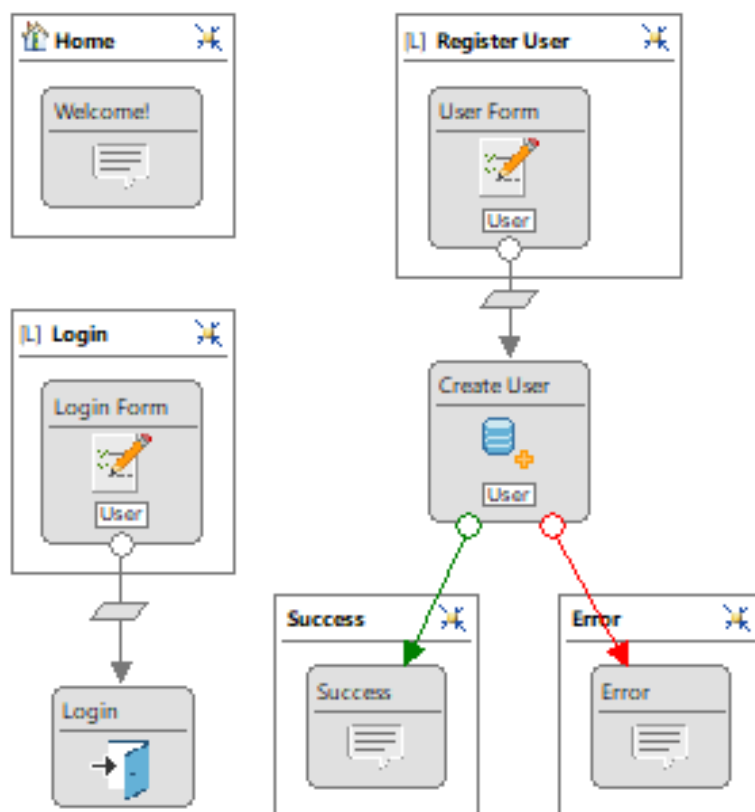 Home
Welcome!
[L] Register User
User Form
User
[L] Login
Login Form
User
Create User
User
Login
Success
Success
Error
Error